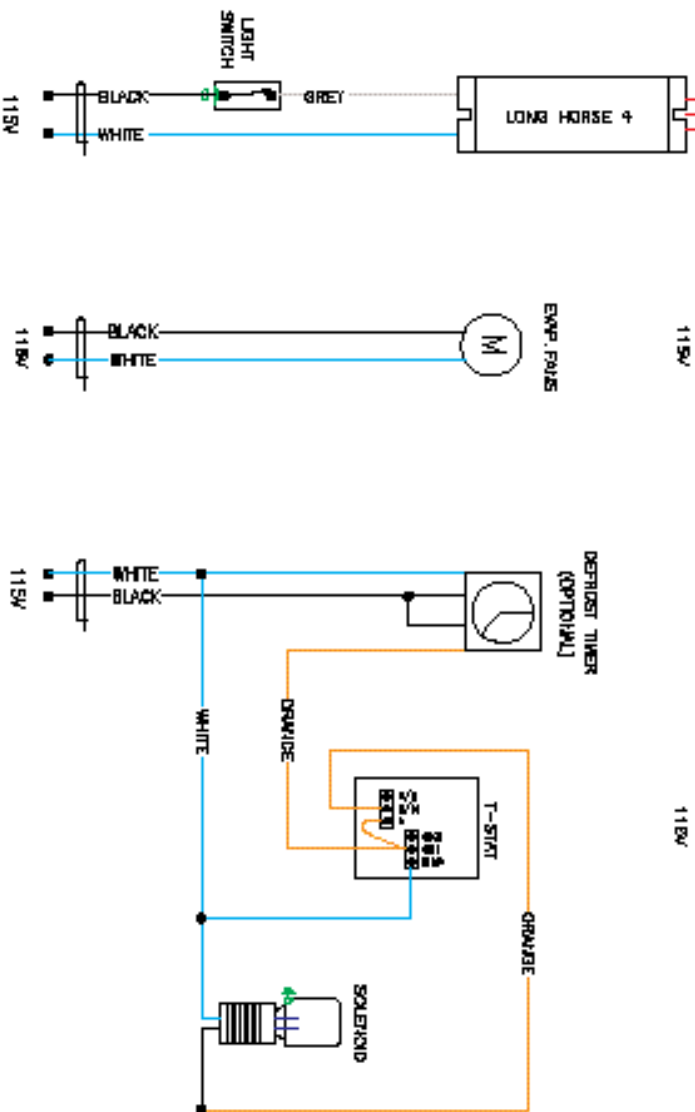 LIGHT
SWITCH
115V
BLACK
GREY
LONG HORSE 4
WHITE
EVAP. FANS
115V
115V
BLACK
M
WHITE
DEFROST TIMER
(OPTIONAL)
115V
WHITE
BLACK
WHITE
ORANGE
T-STAT
115V
ORANGE
SOLENOID